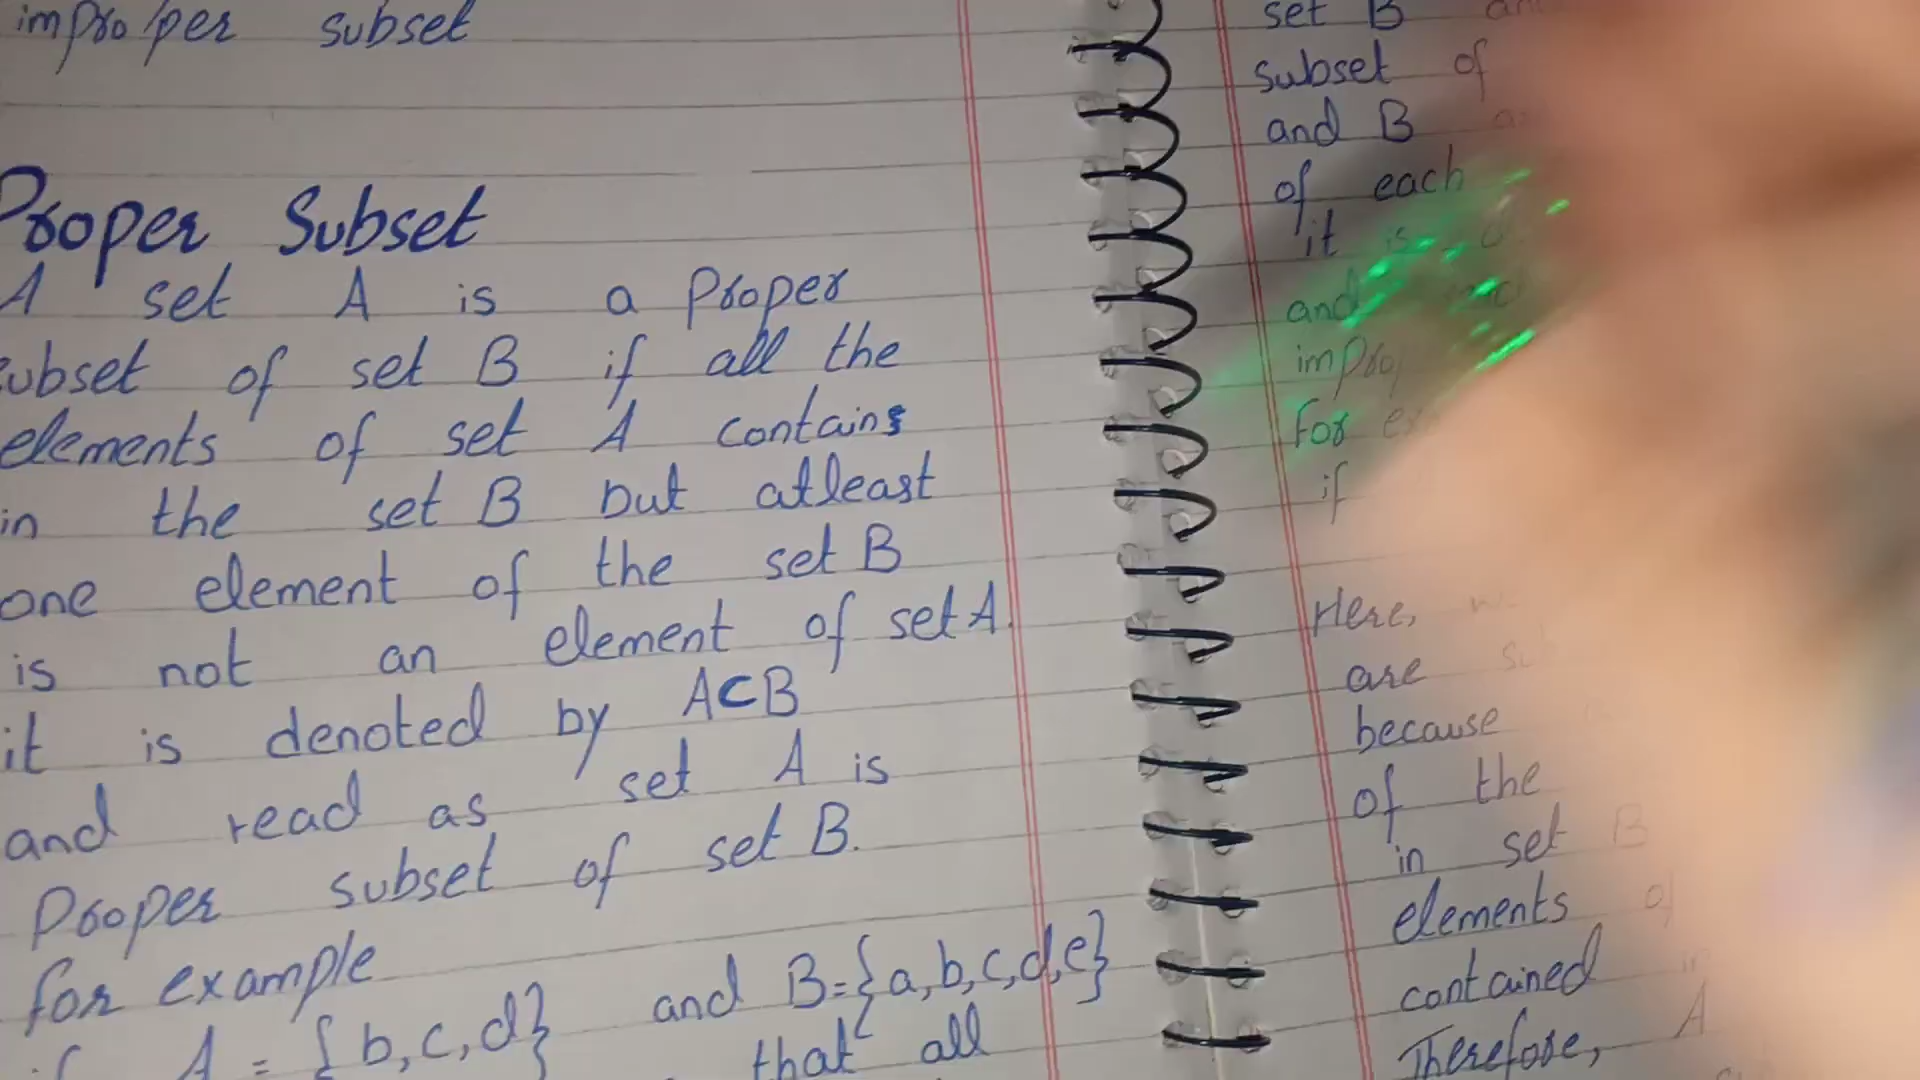 improper subset
Proper Subset
A set A is a Proper
subset of set B if all the
elements of set A contains
in the set B but atleast
one element of the set B
is not an element of set A.
it is denoted by A⊂B
and read as set A is
Proper subset of set B.
for example
if A = {b,c,d} and B={a,b,c,d,e}
that all
set B
subset of
and B
of each
it is
and
For
if
Here,
are
because
of the
in set B
elements
contained
Therefore, A